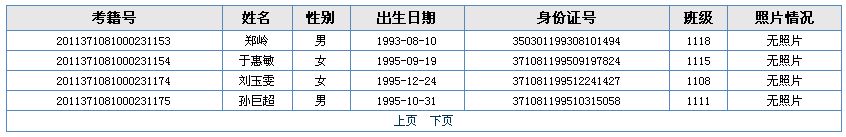 考籍号 姓名 性别 出生日期 身份证号 班级 照片情况
2011371081000231153 郑岭 男 1993-08-10 350301199308101494 1118 无照片
2011371081000231154 于惠敏 女 1995-09-19 371081199509197824 1115 无照片
2011371081000231174 刘玉雯 女 1995-12-24 371081199512241427 1108 无照片
2011371081000231175 孙巨超 男 1995-10-31 371081199510315058 1111 无照片
上页 下页